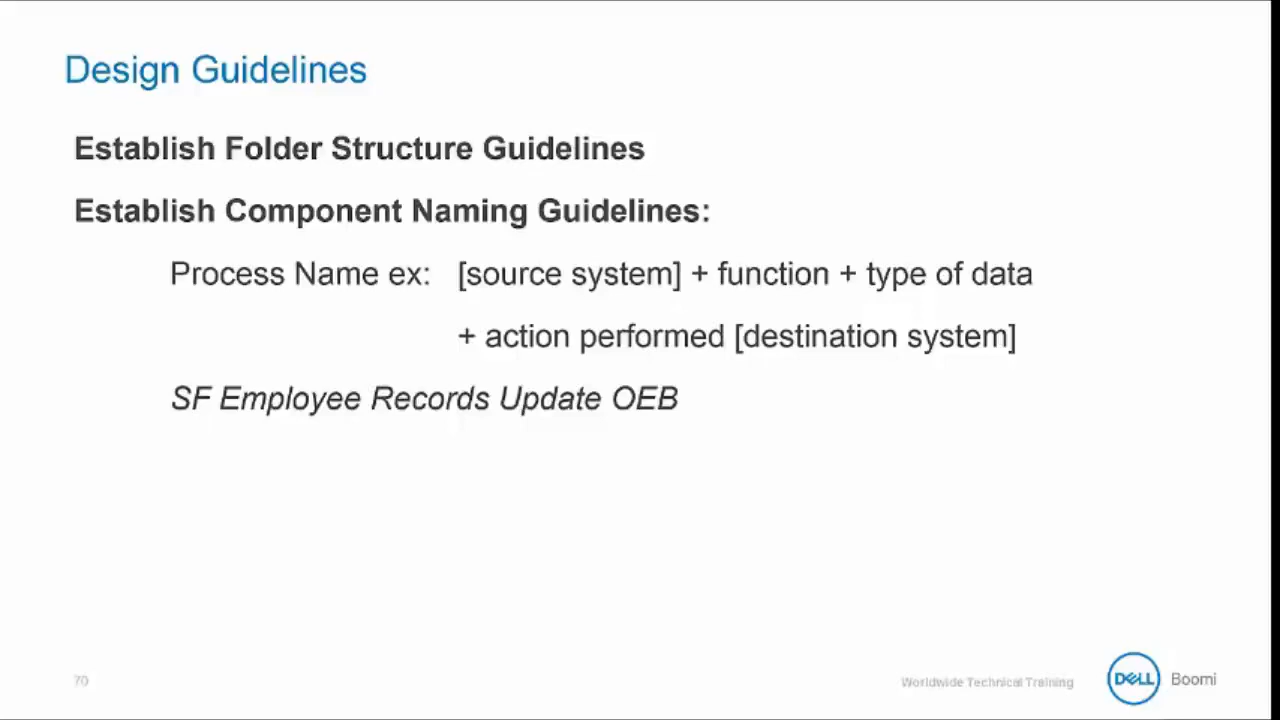 Design Guidelines
Establish Folder Structure Guidelines
Establish Component Naming Guidelines:
Process Name ex: [source system] + function + type of data
+ action performed [destination system]
SF Employee Records Update OEB
70
Worldwide Technical Training
DELL Boomi